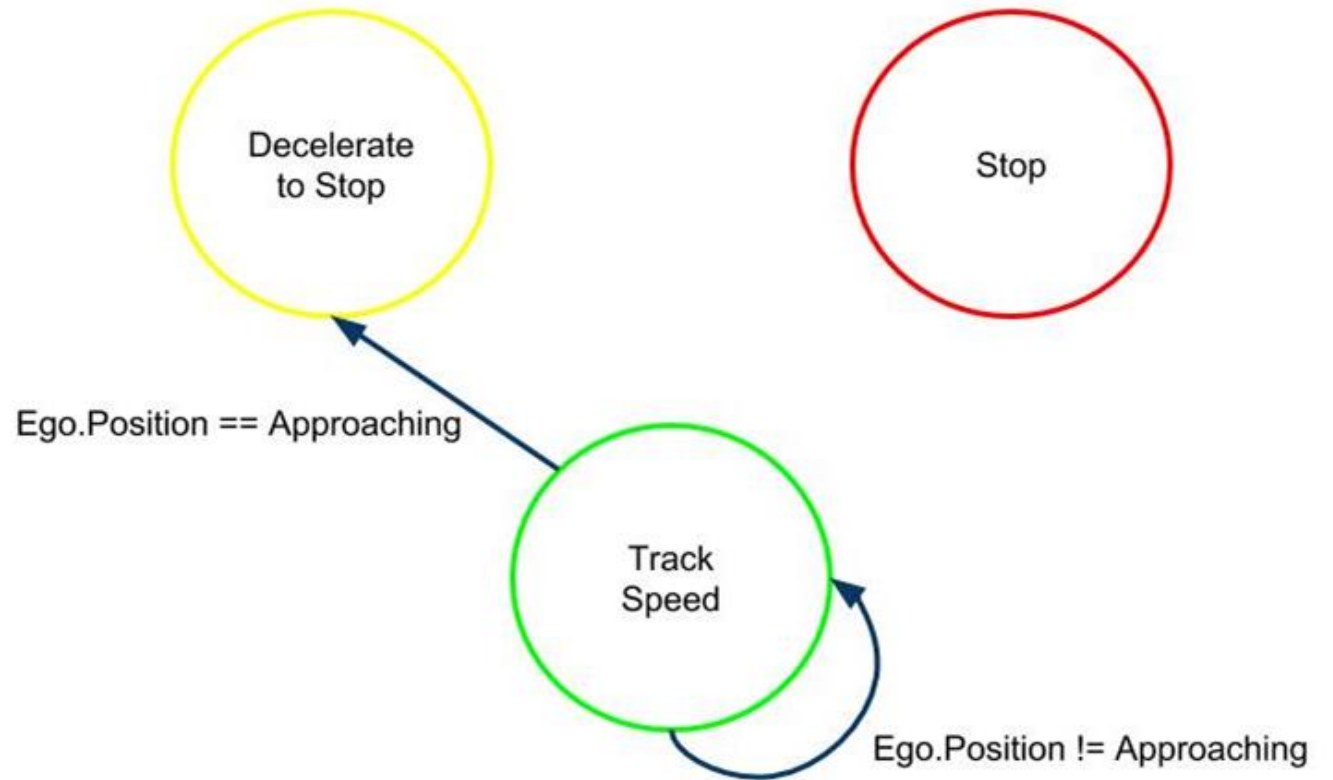 Decelerate
to Stop
Stop
Ego.Position == Approaching
Track
Speed
Ego.Position != Approaching